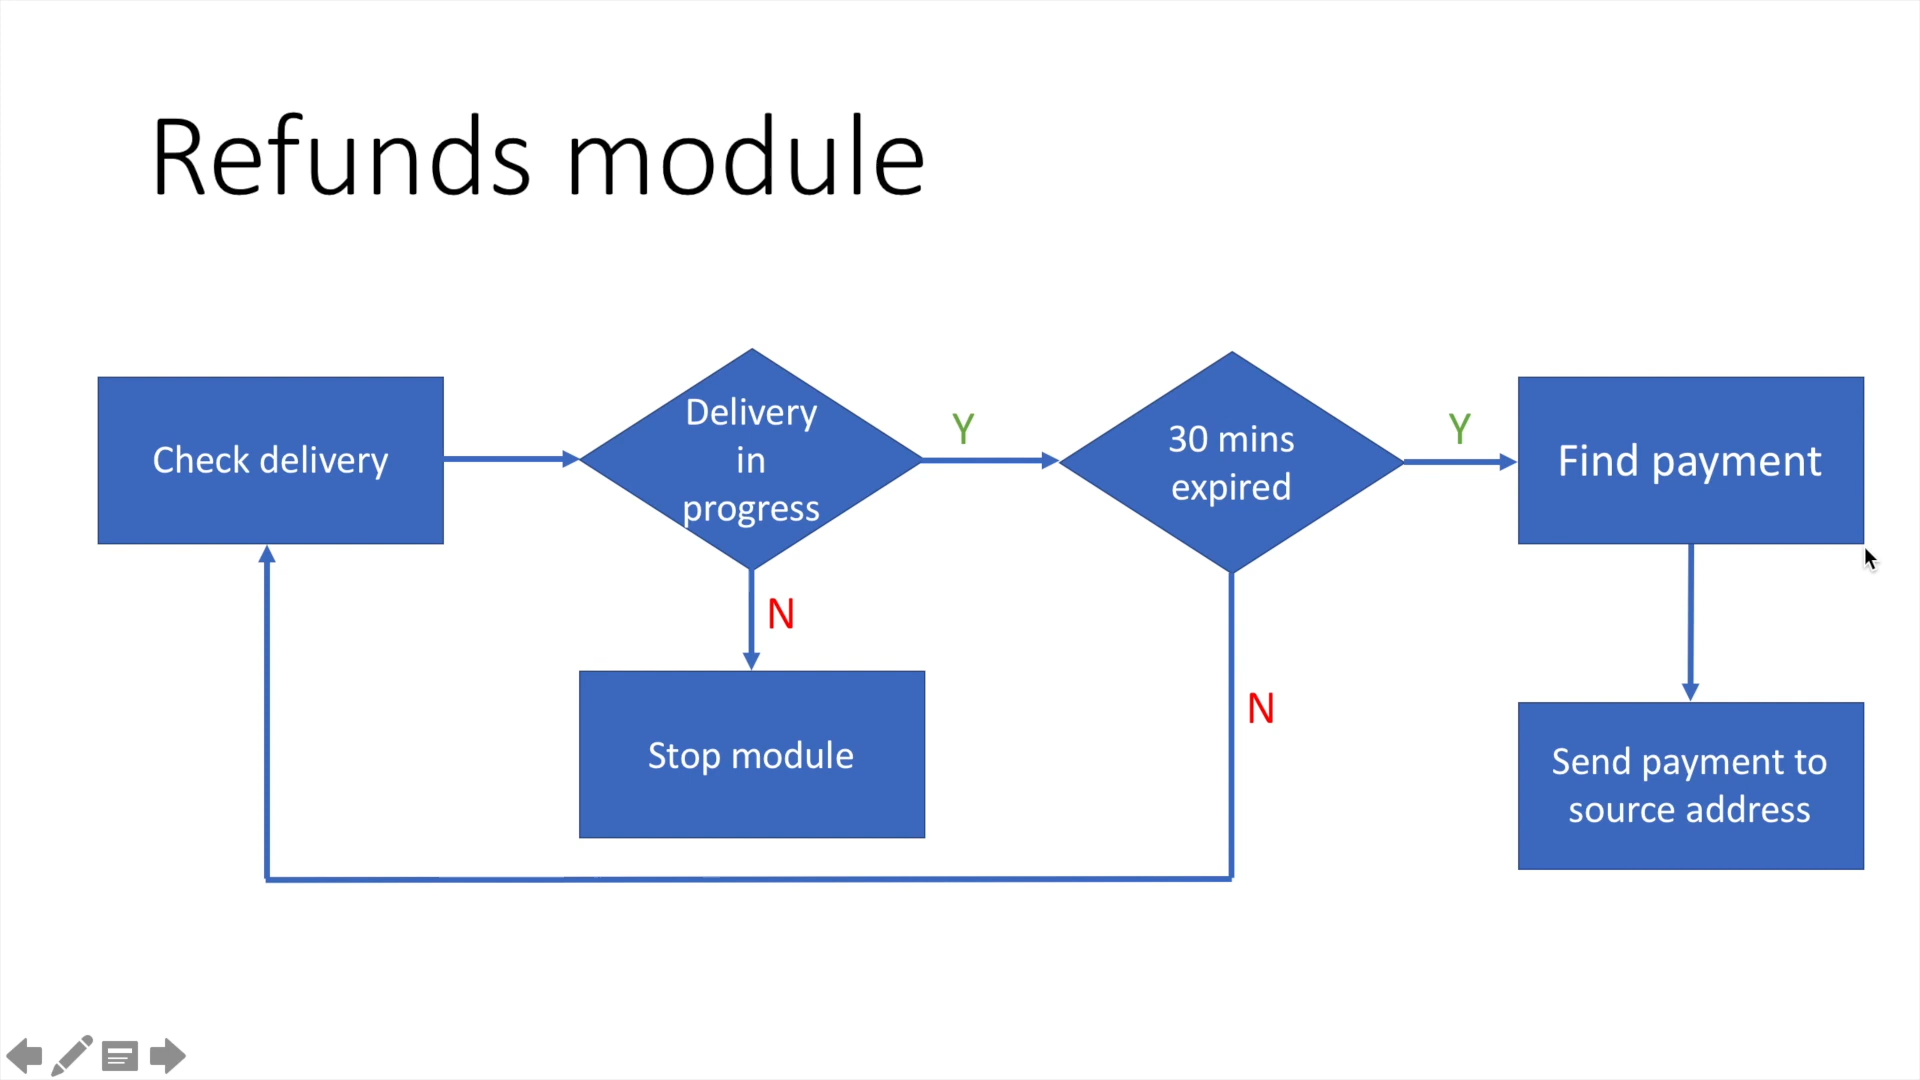 Refunds module
Check delivery
Delivery
in
progress
Y
30 mins
expired
Y
Find payment
N
Stop module
N
Send payment to
source address